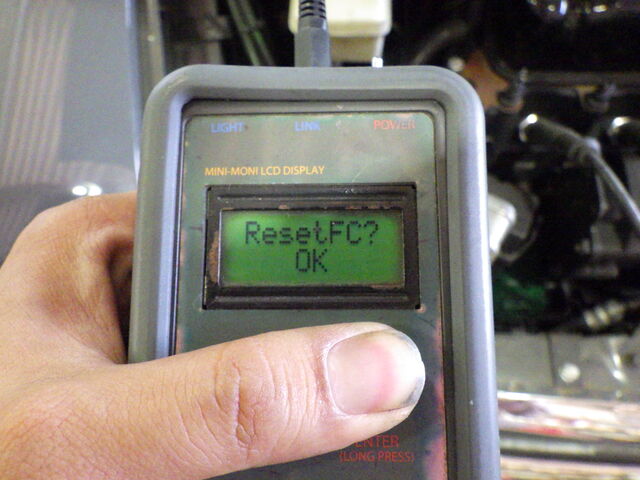 LIGHT LINK POWER
MINI-MONI LCD DISPLAY
ResetFC?
OK
ENTER
(LONG PRESS)